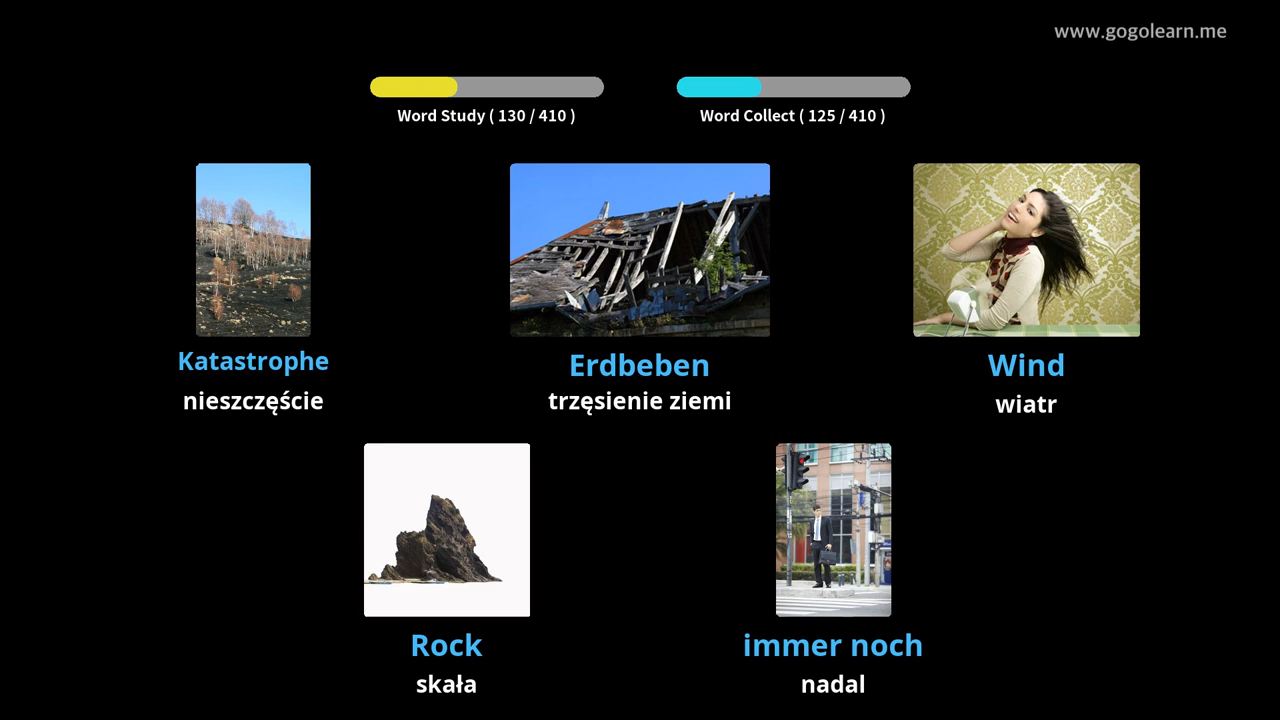 www.gogolearn.me
Word Study ( 130 / 410 )
Word Collect ( 125 / 410 )
Katastrophe
nieszczęście
Erdbeben
trzęsienie ziemi
Wind
wiatr
Rock
skała
immer noch
nadal